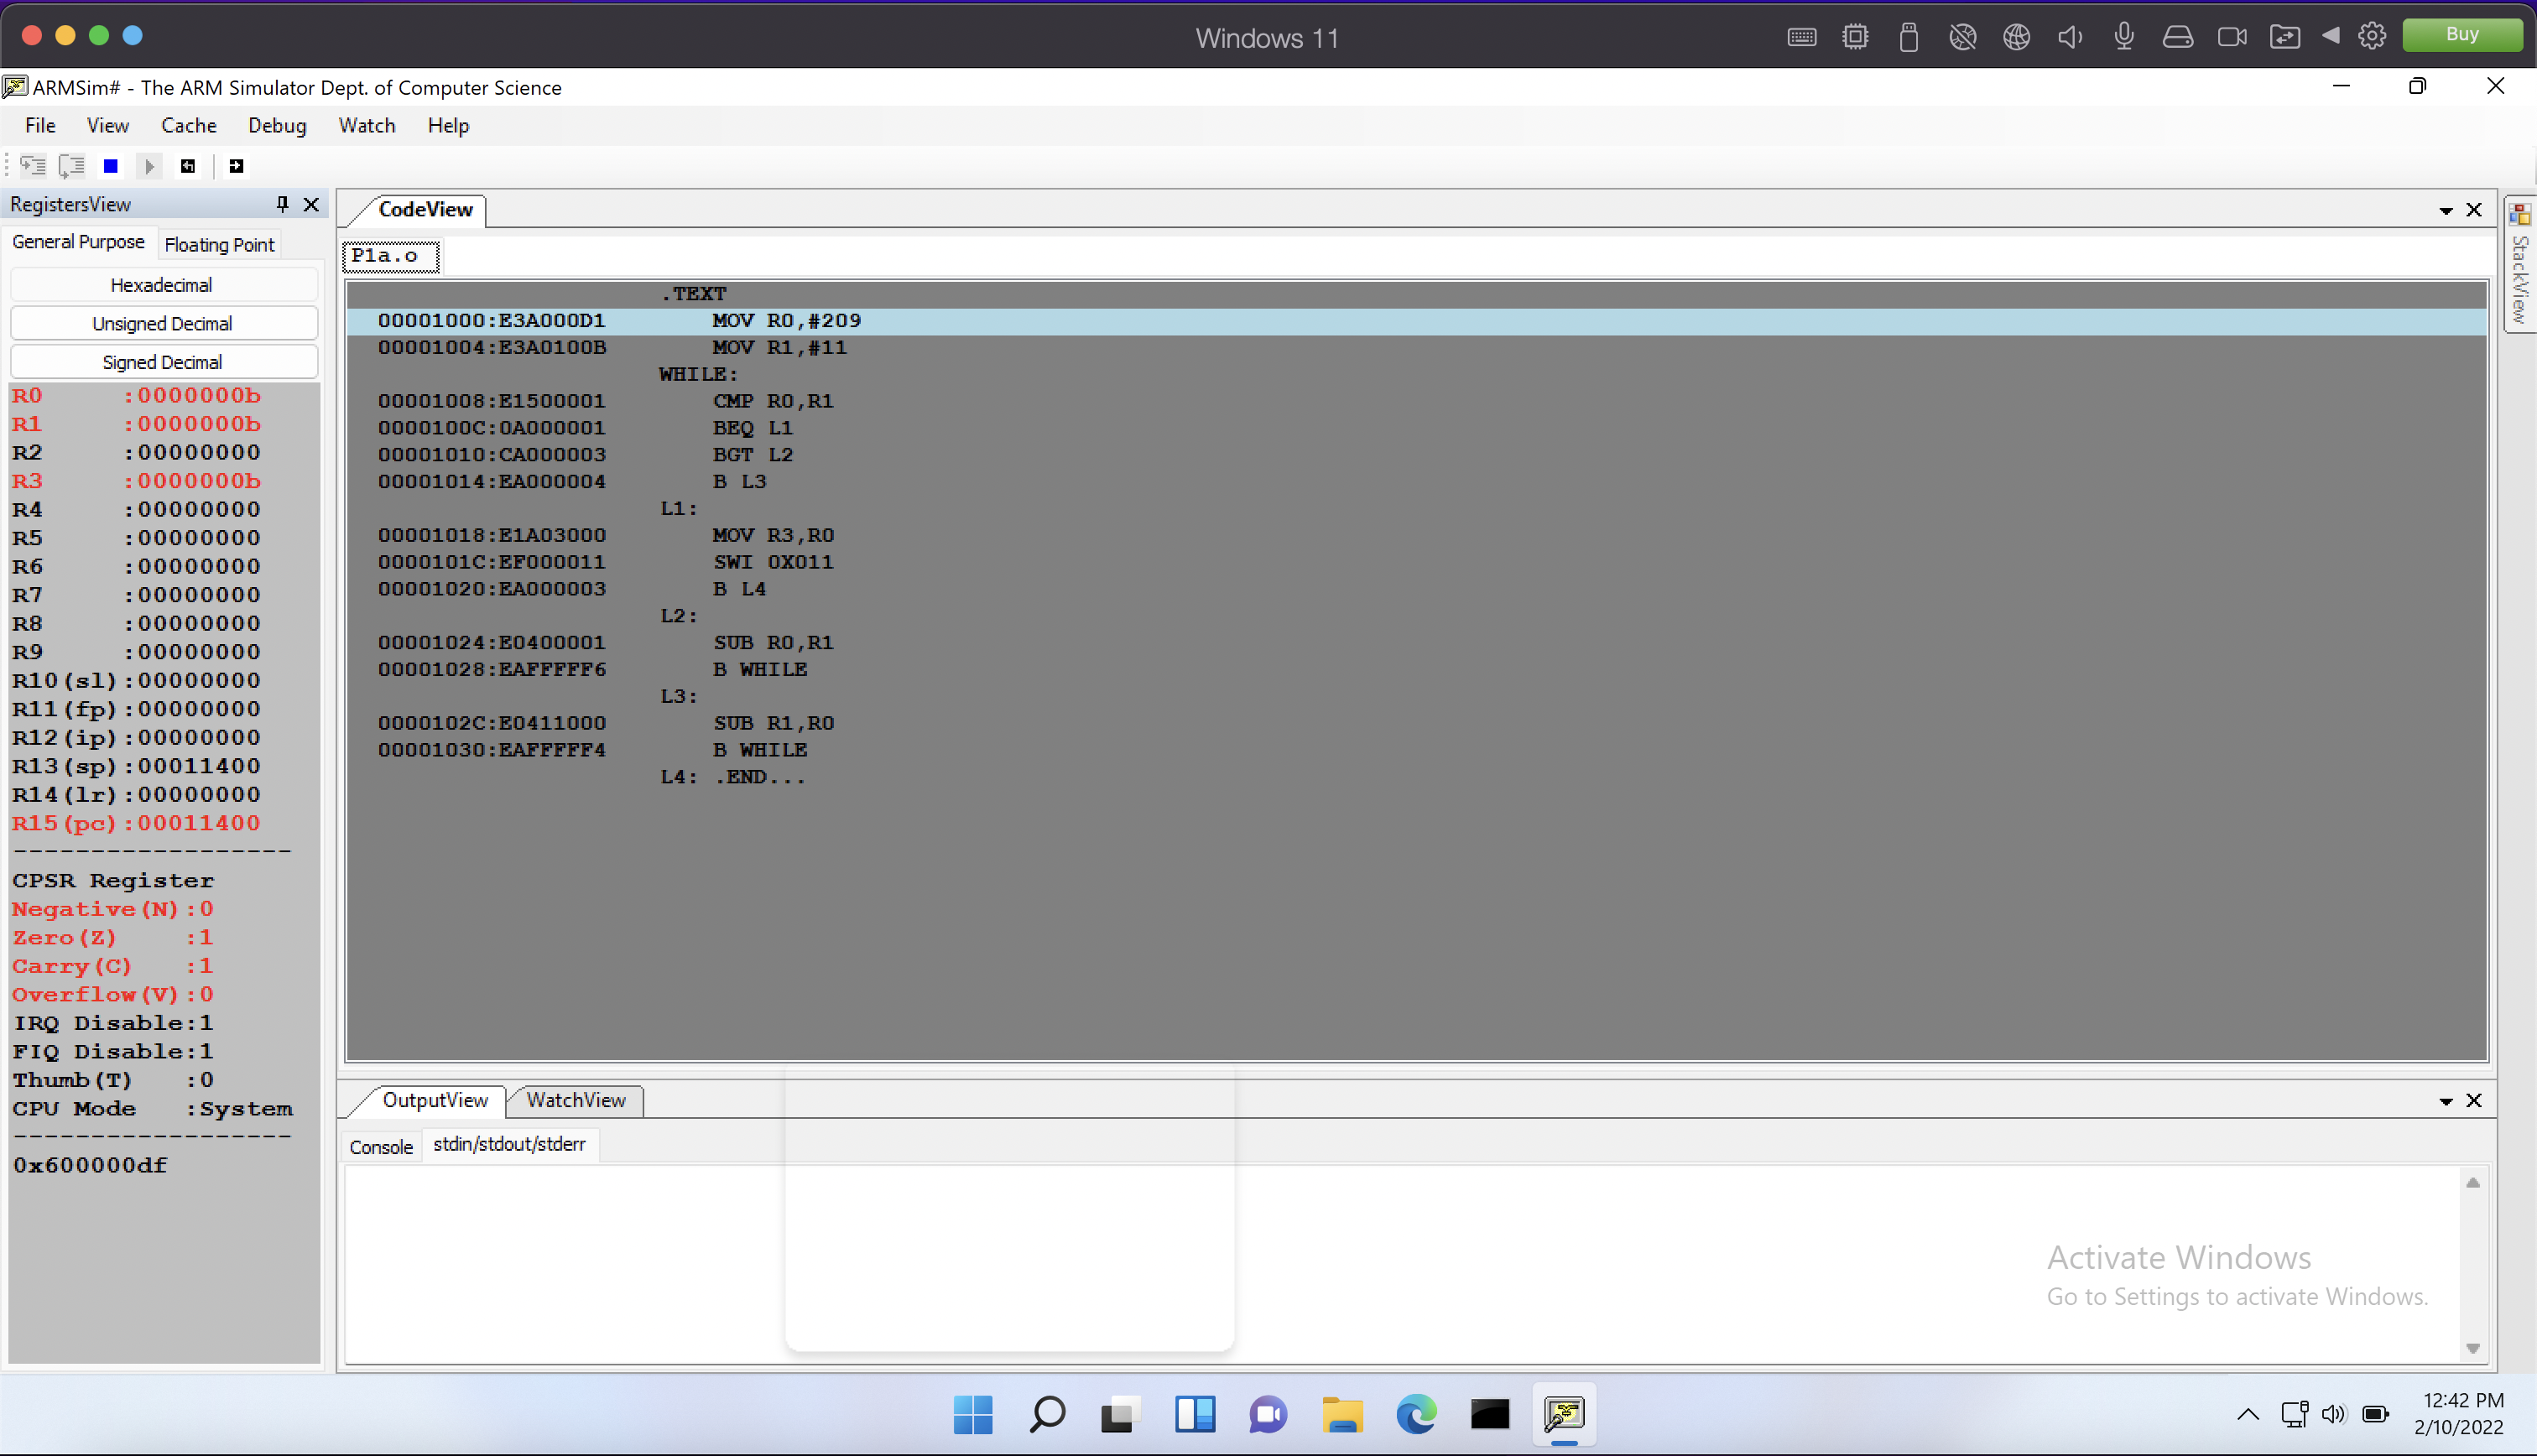 Windows 11
Buy
ARMSim# - The ARM Simulator Dept. of Computer Science
File View Cache Debug Watch Help
RegistersView
General Purpose Floating Point
Hexadecimal
Unsigned Decimal
Signed Decimal
R0 :0000000b
R1 :0000000b
R2 :00000000
R3 :0000000b
R4 :00000000
R5 :00000000
R6 :00000000
R7 :00000000
R8 :00000000
R9 :00000000
R10(sl):00000000
R11(fp):00000000
R12(ip):00000000
R13(sp):00011400
R14(lr):00000000
R15(pc):00011400
------------------
CPSR Register
Negative(N):0
Zero(Z) :1
Carry(C) :1
Overflow(V):0
IRQ Disable:1
FIQ Disable:1
Thumb(T) :0
CPU Mode :System
------------------
0x600000df
CodeView
P1a.o
.TEXT
00001000:E3A000D1 MOV R0,#209
00001004:E3A0100B MOV R1,#11
WHILE:
00001008:E1500001 CMP R0,R1
0000100C:0A000001 BEQ L1
00001010:CA000003 BGT L2
00001014:EA000004 B L3
L1:
00001018:E1A03000 MOV R3,R0
0000101C:EF000011 SWI 0X011
00001020:EA000003 B L4
L2:
00001024:E0400001 SUB R0,R1
00001028:EAFFFFF6 B WHILE
L3:
0000102C:E0411000 SUB R1,R0
00001030:EAFFFFF4 B WHILE
L4: .END...
StackView
OutputView WatchView
Console stdin/stdout/stderr
Activate Windows
Go to Settings to activate Windows.
12:42 PM
2/10/2022